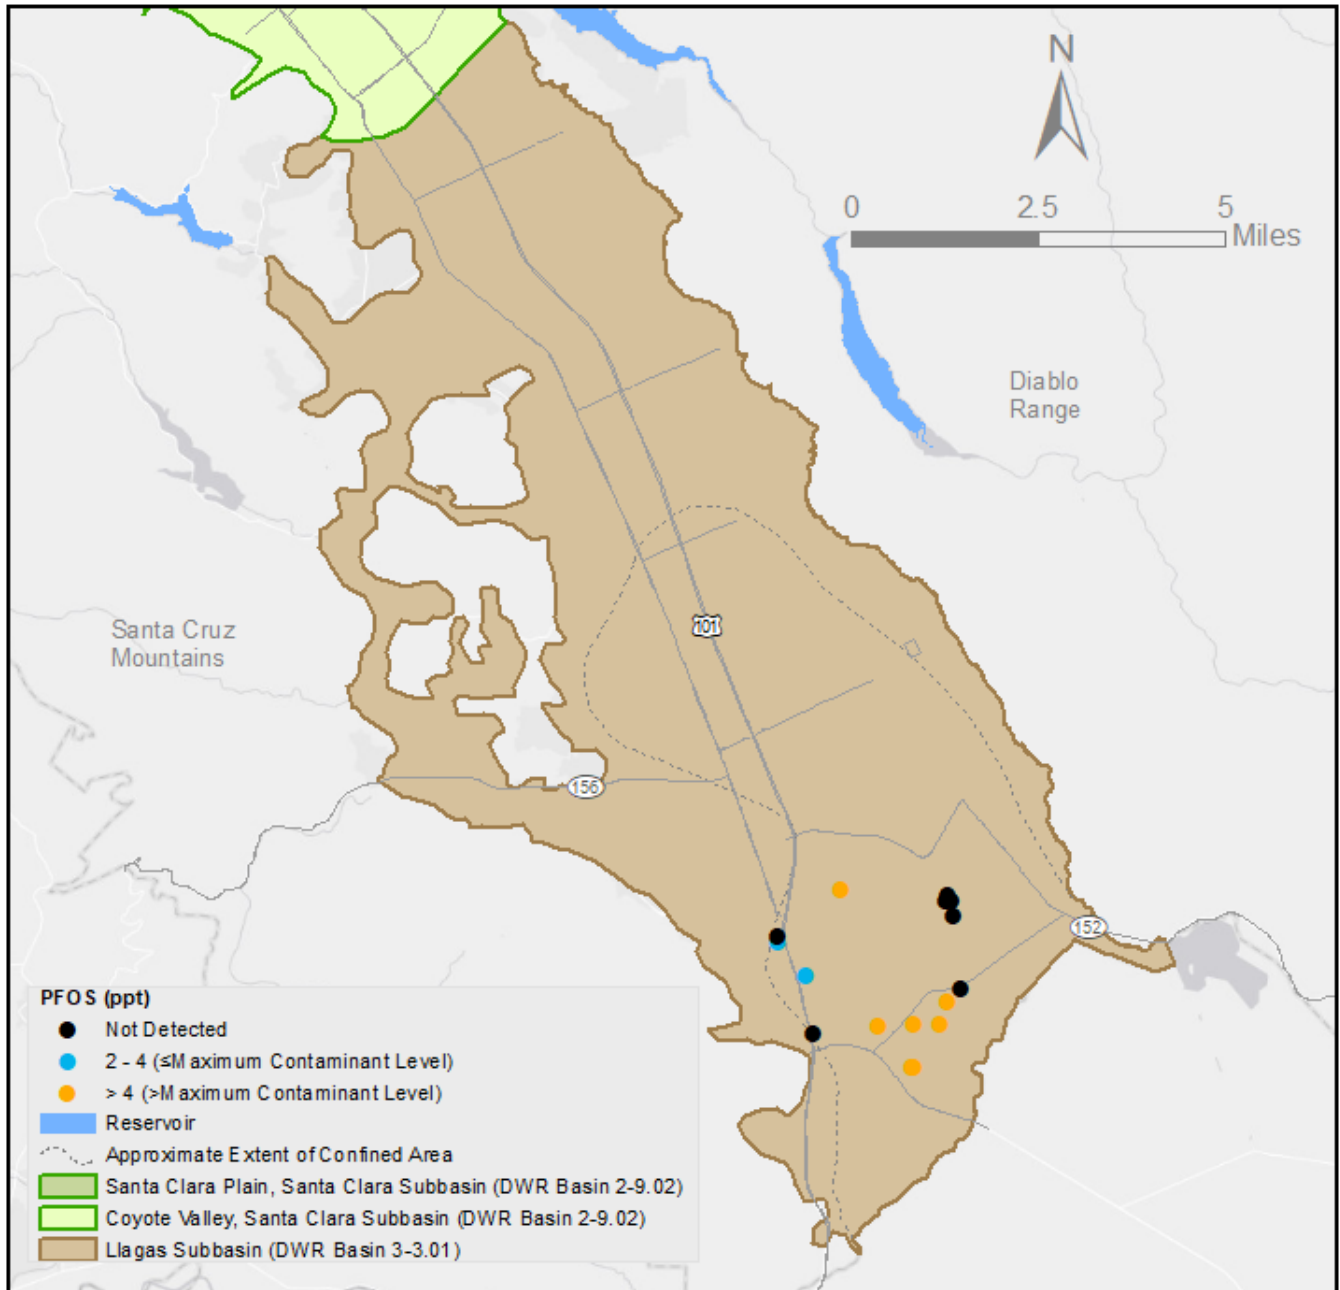 N
0 2.5 5
Miles
Diablo
Range
101
Santa Cruz
Mountains
156
152
PFOS (ppt)
Not Detected
2 - 4 (≤Maximum Contaminant Level)
> 4 (>Maximum Contaminant Level)
Reservoir
Approximate Extent of Confined Area
Santa Clara Plain, Santa Clara Subbasin (DWR Basin 2-9.02)
Coyote Valley, Santa Clara Subbasin (DWR Basin 2-9.02)
Llagas Subbasin (DWR Basin 3-3.01)